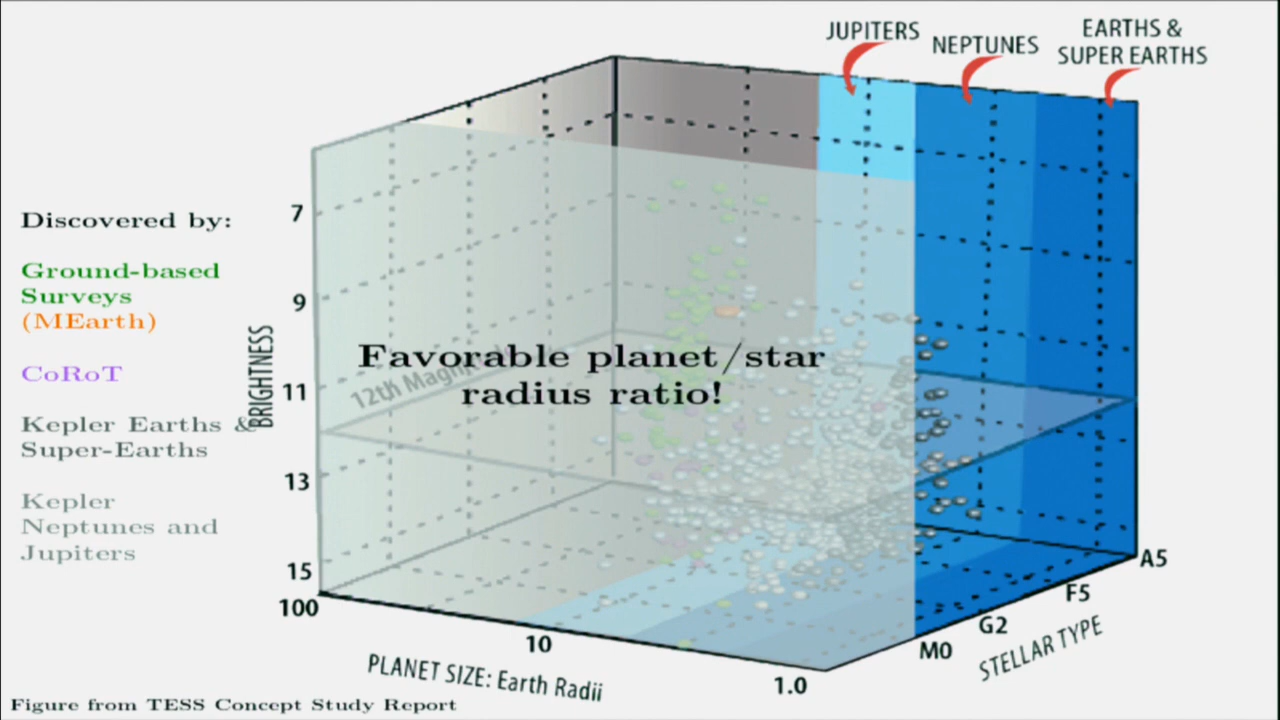 JUPITERS
NEPTUNES
EARTHS &
SUPER EARTHS
Discovered by:
Ground-based
Surveys
(MEarth)
CoRoT
Kepler Earths &
Super-Earths
Kepler
Neptunes and
Jupiters
BRIGHTNESS
7
9
11
13
15
12th Magni
Favorable planet/star
radius ratio!
100
10
1.0
PLANET SIZE: Earth Radii
M0
G2
F5
A5
STELLAR TYPE
Figure from TESS Concept Study Report